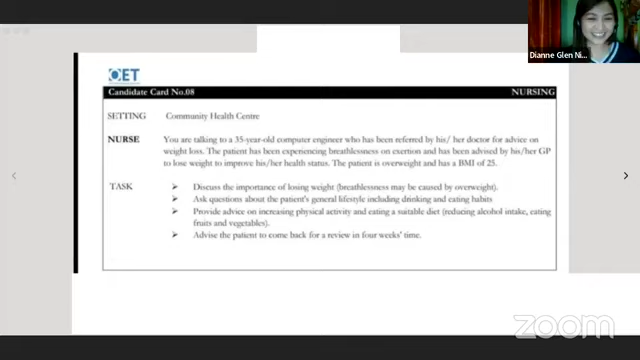 Dianne Glen Ni...
OET
Candidate Card No.08 NURSING
SETTING Community Health Centre
NURSE You are talking to a 35-year-old computer engineer who has been referred by his/ her doctor for advice on
weight loss. The patient has been experiencing breathlessness on exertion and has been advised by his/her GP
to lose weight to improve his/her health status. The patient is overweight and has a BMI of 25.
TASK ➤ Discuss the importance of losing weight (breathlessness may be caused by overweight).
➤ Ask questions about the patient's general lifestyle including drinking and eating habits
➤ Provide advice on increasing physical activity and eating a suitable diet (reducing alcohol intake, eating
fruits and vegetables).
➤ Advise the patient to come back for a review in four weeks' time.
zoom